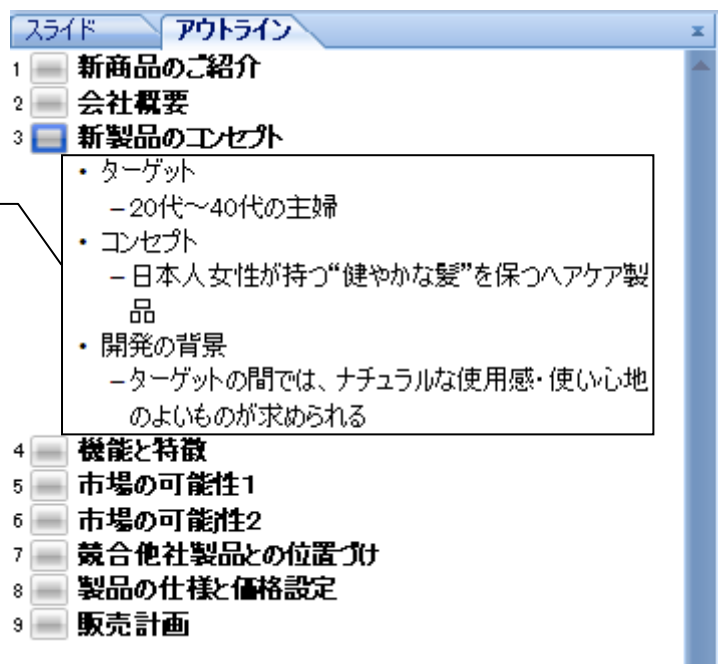 スライド アウトライン
1 新商品のご紹介
2 会社概要
3 新製品のコンセプト
• ターゲット
–20代～40代の主婦
• コンセプト
–日本人女性が持つ“健やかな髪”を保つヘアケア製
品
• 開発の背景
–ターゲットの間では、ナチュラルな使用感・使い心地
のよいものが求められる
4 機能と特徴
5 市場の可能性1
6 市場の可能性2
7 競合他社製品との位置づけ
8 製品の仕様と価格設定
9 販売計画